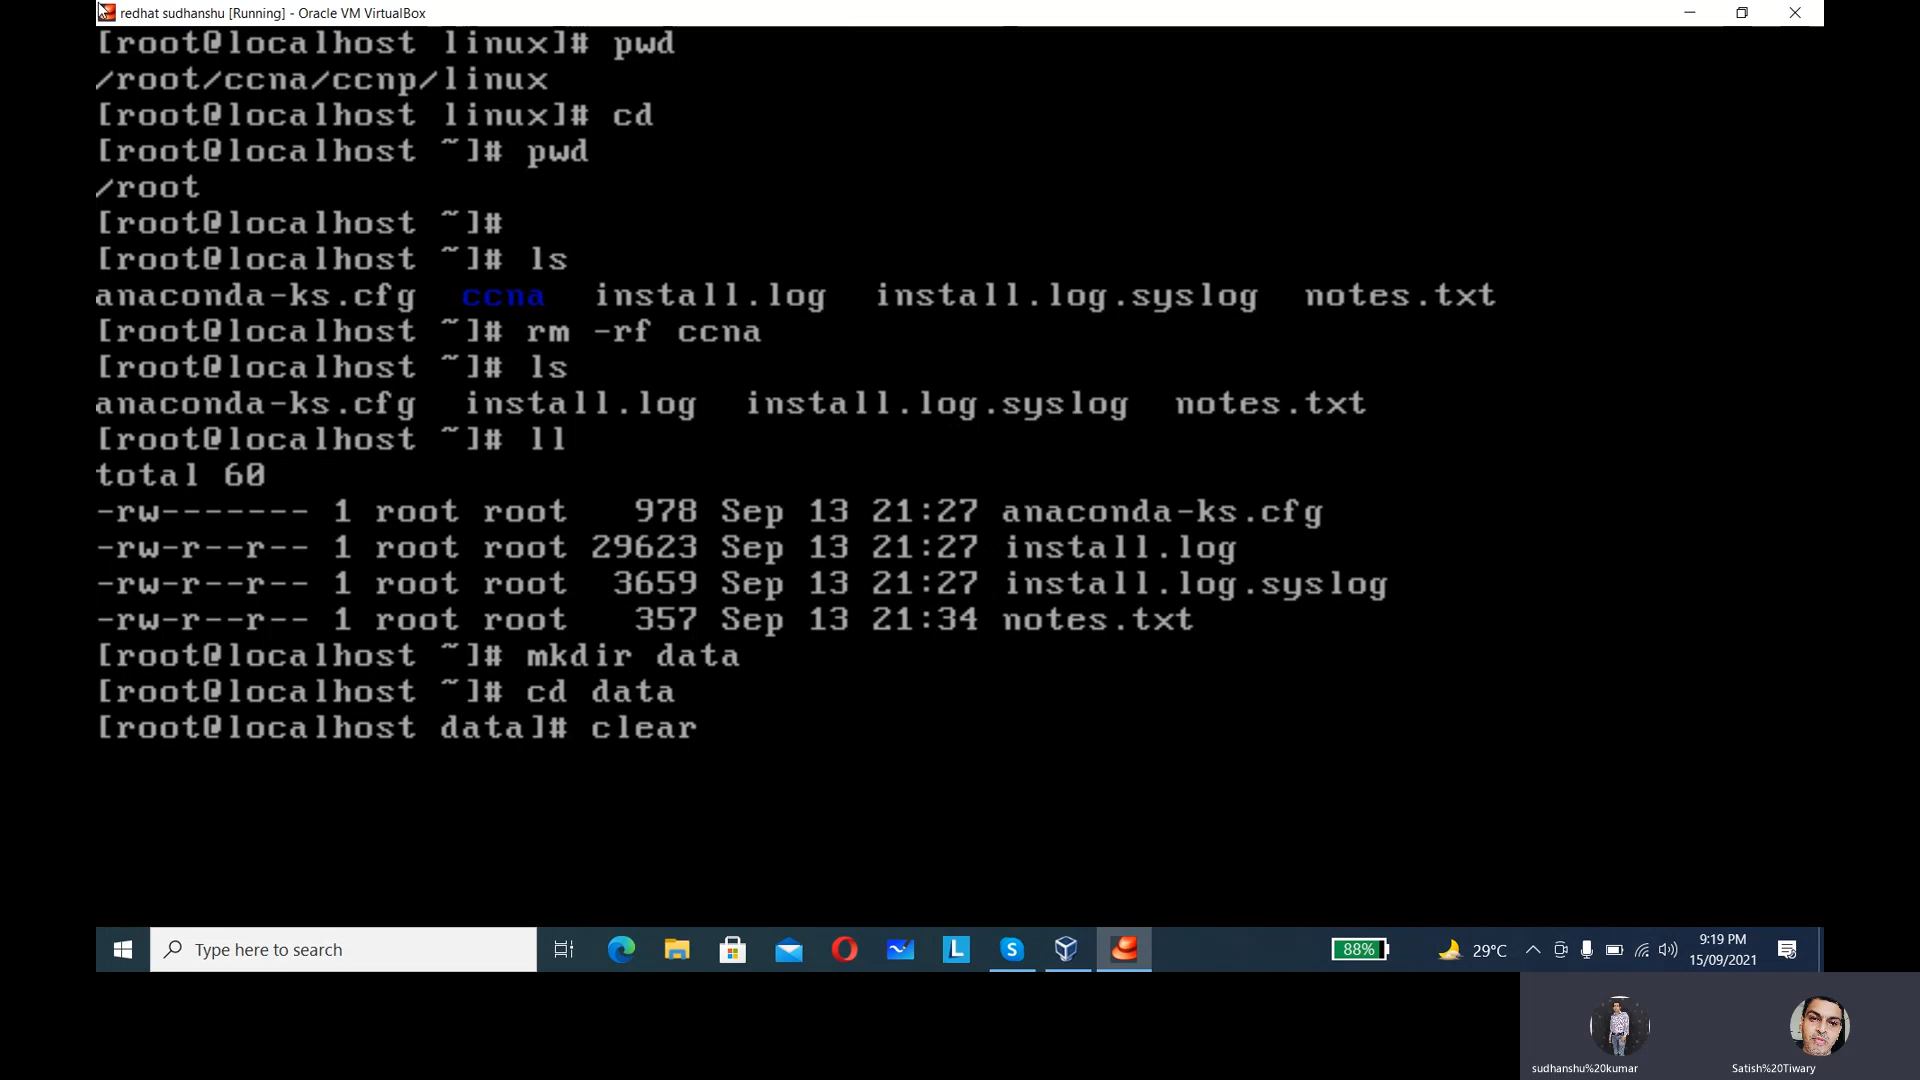 redhat sudhanshu [Running] - Oracle VM VirtualBox
[root@localhost linux]# pwd
/root/ccna/ccnp/linux
[root@localhost linux]# cd
[root@localhost ~]# pwd
/root
[root@localhost ~]#
[root@localhost ~]# ls
anaconda-ks.cfg  ccna  install.log  install.log.syslog  notes.txt
[root@localhost ~]# rm -rf ccna
[root@localhost ~]# ls
anaconda-ks.cfg  install.log  install.log.syslog  notes.txt
[root@localhost ~]# ll
total 60
-rw------- 1 root root   978 Sep 13 21:27 anaconda-ks.cfg
-rw-r--r-- 1 root root 29623 Sep 13 21:27 install.log
-rw-r--r-- 1 root root  3659 Sep 13 21:27 install.log.syslog
-rw-r--r-- 1 root root   357 Sep 13 21:34 notes.txt
[root@localhost ~]# mkdir data
[root@localhost ~]# cd data
[root@localhost data]# clear
Type here to search
L
S
88%
29°C
9:19 PM
15/09/2021
sudhanshu%20kumar
Satish%20Tiwary